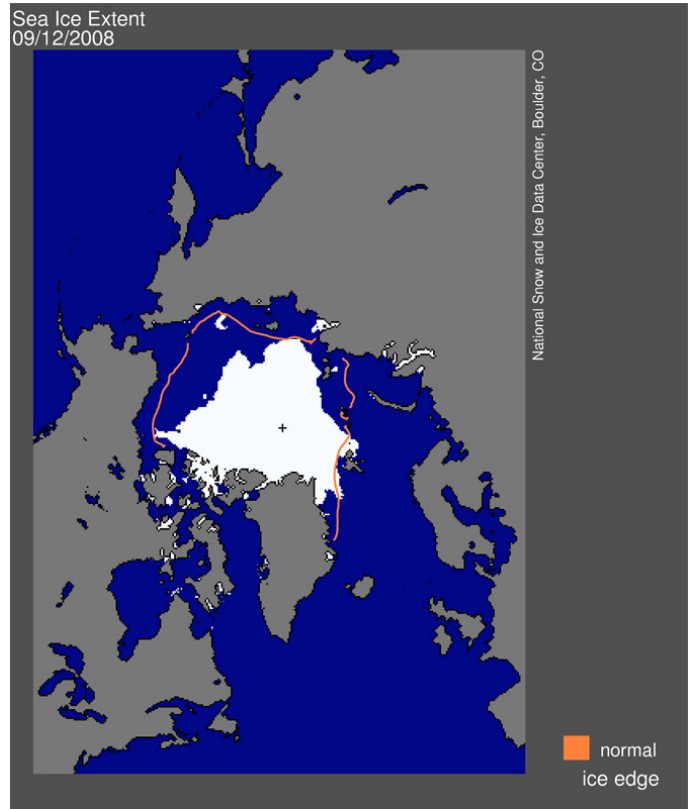 Sea Ice Extent
09/12/2008
National Snow and Ice Data Center, Boulder, CO
normal
ice edge